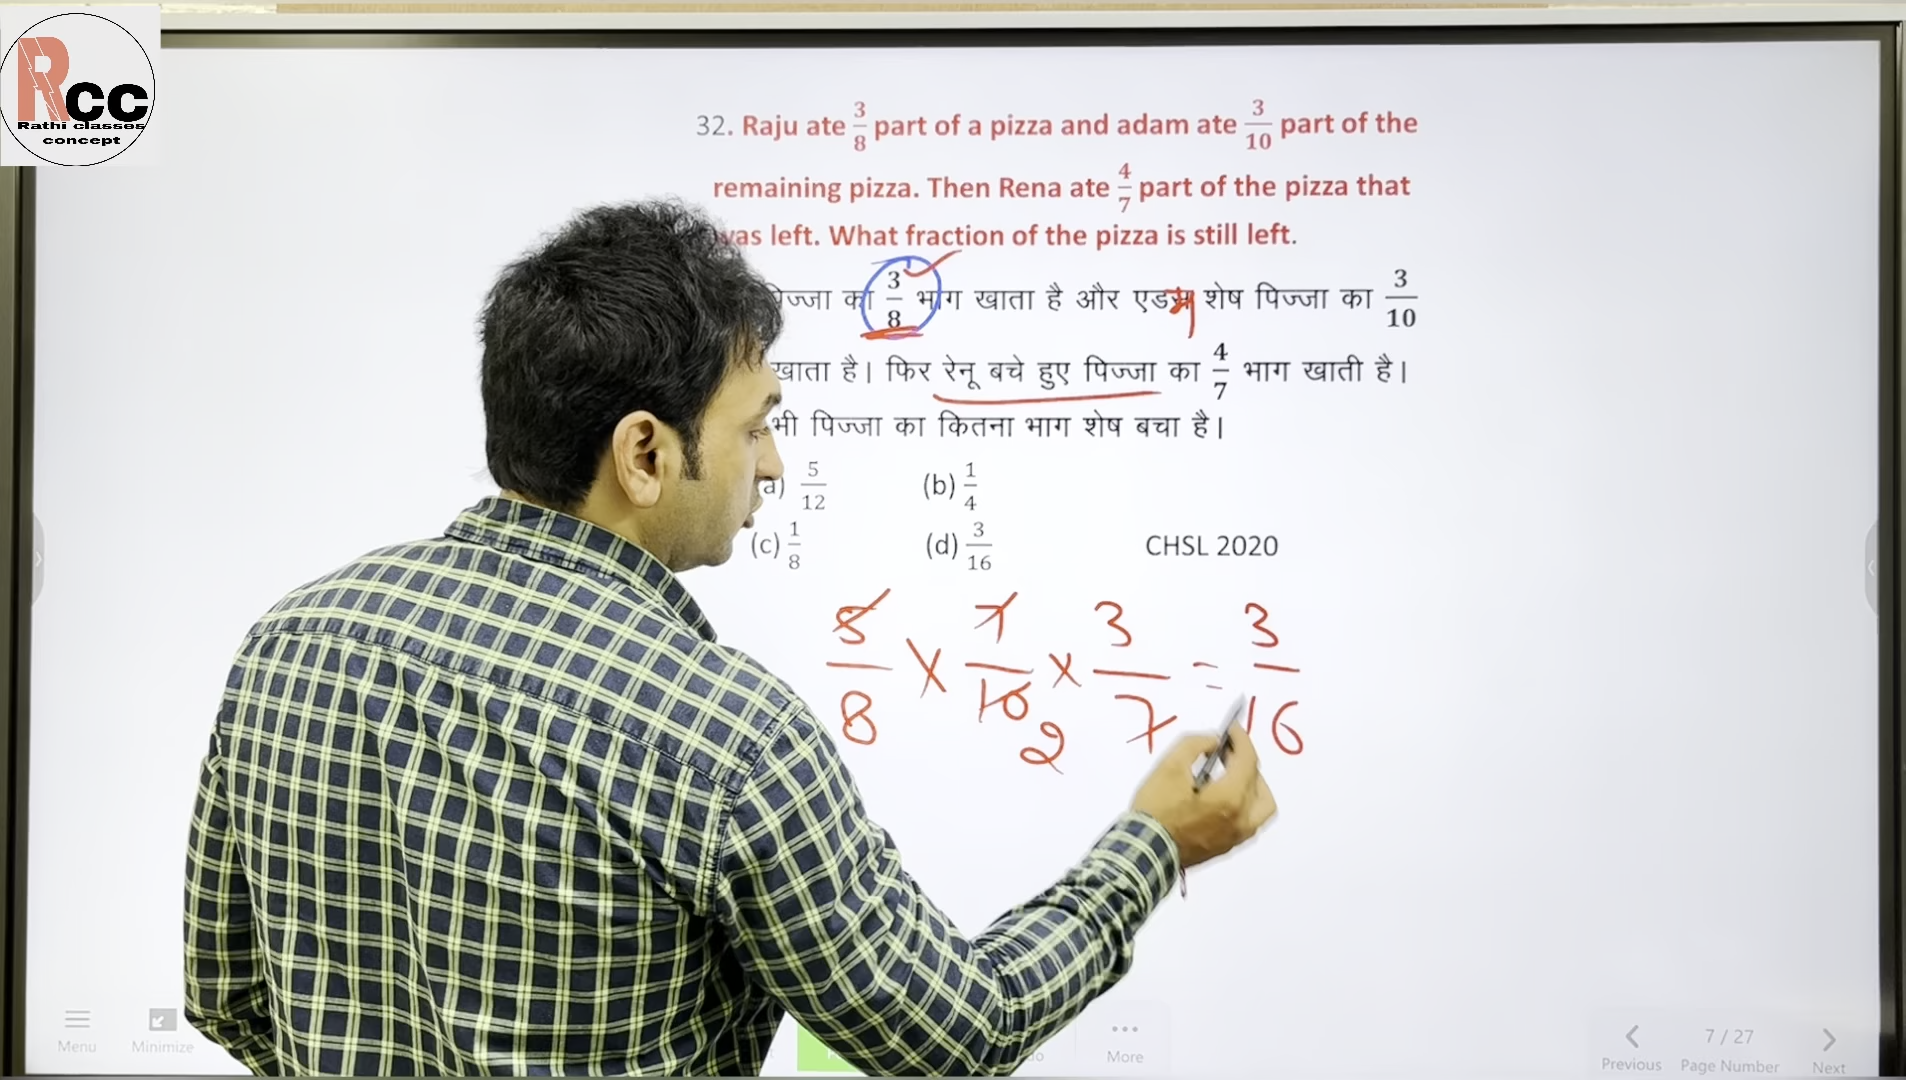 Rcc
Rathi classes
concept
32. Raju ate 3/8 part of a pizza and adam ate 3/10 part of the
remaining pizza. Then Rena ate 4/7 part of the pizza that
was left. What fraction of the pizza is still left.
पिज्जा का 3/8 भाग खाता है और शेष पिज्जा का 3/10
खाता है। फिर रेनू बचे हुए पिज्जा का 4/7 भाग खाती है।
भी पिज्जा का कितना भाग शेष बचा है।
(a) 5/12 (b) 1/4
(c) 1/8 (d) 3/16 CHSL 2020
5/8 × 7/10 × 3/7 = 3/16
2
Menu Minimize More Previous 7 / 27 Page Number Next